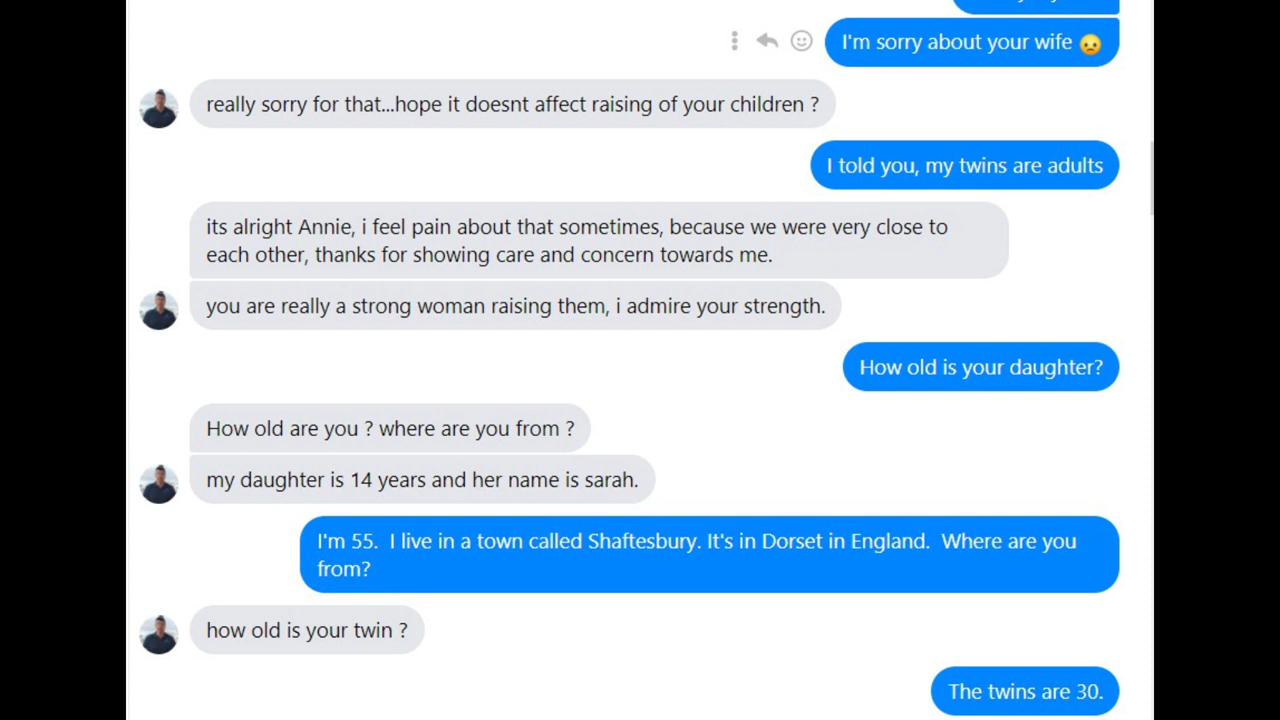 I'm sorry about your wife 😞
really sorry for that...hope it doesnt affect raising of your children ?
I told you, my twins are adults
its alright Annie, i feel pain about that sometimes, because we were very close to
each other, thanks for showing care and concern towards me.
you are really a strong woman raising them, i admire your strength.
How old is your daughter?
How old are you ? where are you from ?
my daughter is 14 years and her name is sarah.
I'm 55.  I live in a town called Shaftesbury. It's in Dorset in England.  Where are you
from?
how old is your twin ?
The twins are 30.